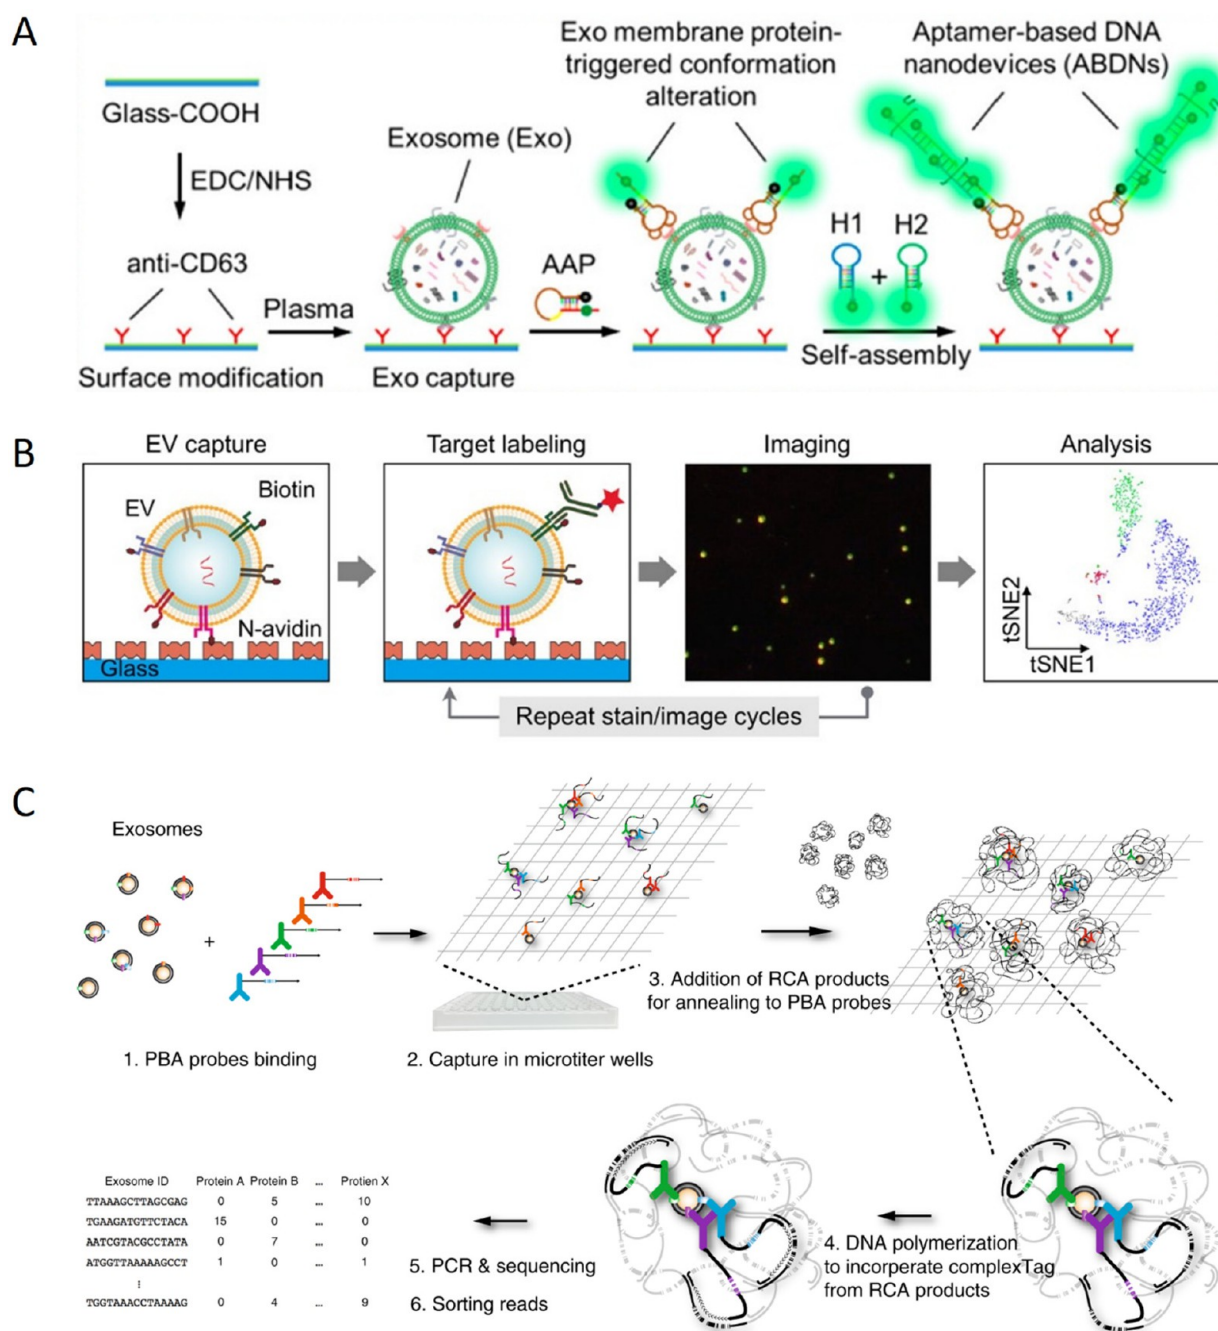 A
Glass-COOH
EDC/NHS
anti-CD63
Surface modification
Plasma
Exosome (Exo)
Exo capture
AAP
Exo membrane protein-
triggered conformation
alteration
H1
+
H2
Self-assembly
Aptamer-based DNA
nanodevices (ABDNs)
B
EV capture
EV
Biotin
N-avidin
Glass
Target labeling
Imaging
Analysis
tSNE2
tSNE1
Repeat stain/image cycles
C
Exosomes
+
1. PBA probes binding
2. Capture in microtiter wells
3. Addition of RCA products
for annealing to PBA probes
4. DNA polymerization
to incorperate complexTag
from RCA products
5. PCR & sequencing
6. Sorting reads
Exosome ID Protein A Protein B ... Protien X
TTAAAGCTTAGCGAG 0 5 ... 10
TGAAGATGTTCTACA 15 0 ... 0
AATCGTACGCCTATA 0 7 ... 0
ATGGTTAAAAAGCCT 1 0 ... 1
⋮
TGGTAAACCTAAAAG 0 4 ... 9